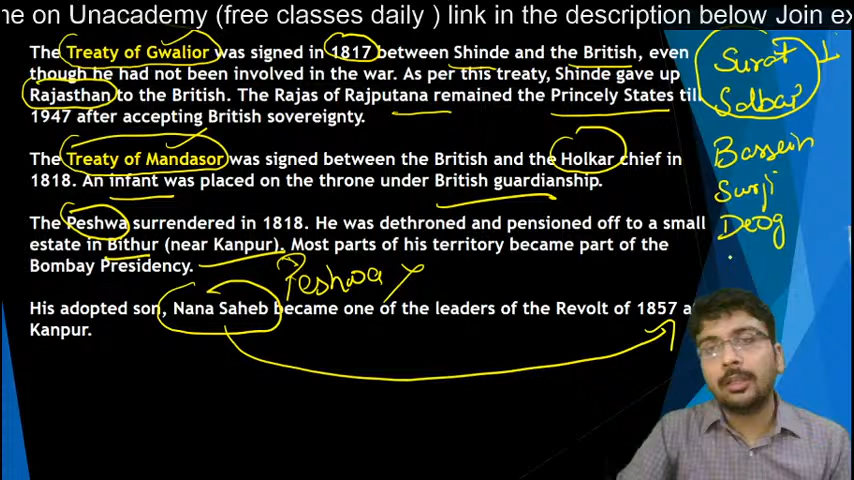 ne on Unacademy (free classes daily ) link in the description below Join ex
The Treaty of Gwalior was signed in 1817 between Shinde and the British, even
though he had not been involved in the war. As per this treaty, Shinde gave up
Rajasthan to the British. The Rajas of Rajputana remained the Princely States til
1947 after accepting British sovereignty.
The Treaty of Mandasor was signed between the British and the Holkar chief in
1818. An infant was placed on the throne under British guardianship.
The Peshwa surrendered in 1818. He was dethroned and pensioned off to a small
estate in Bithur (near Kanpur). Most parts of his territory became part of the
Bombay Presidency.
Peshwa
His adopted son, Nana Saheb became one of the leaders of the Revolt of 1857 a
Kanpur.
Surat
Salbai
Bassein
Surji
Deog